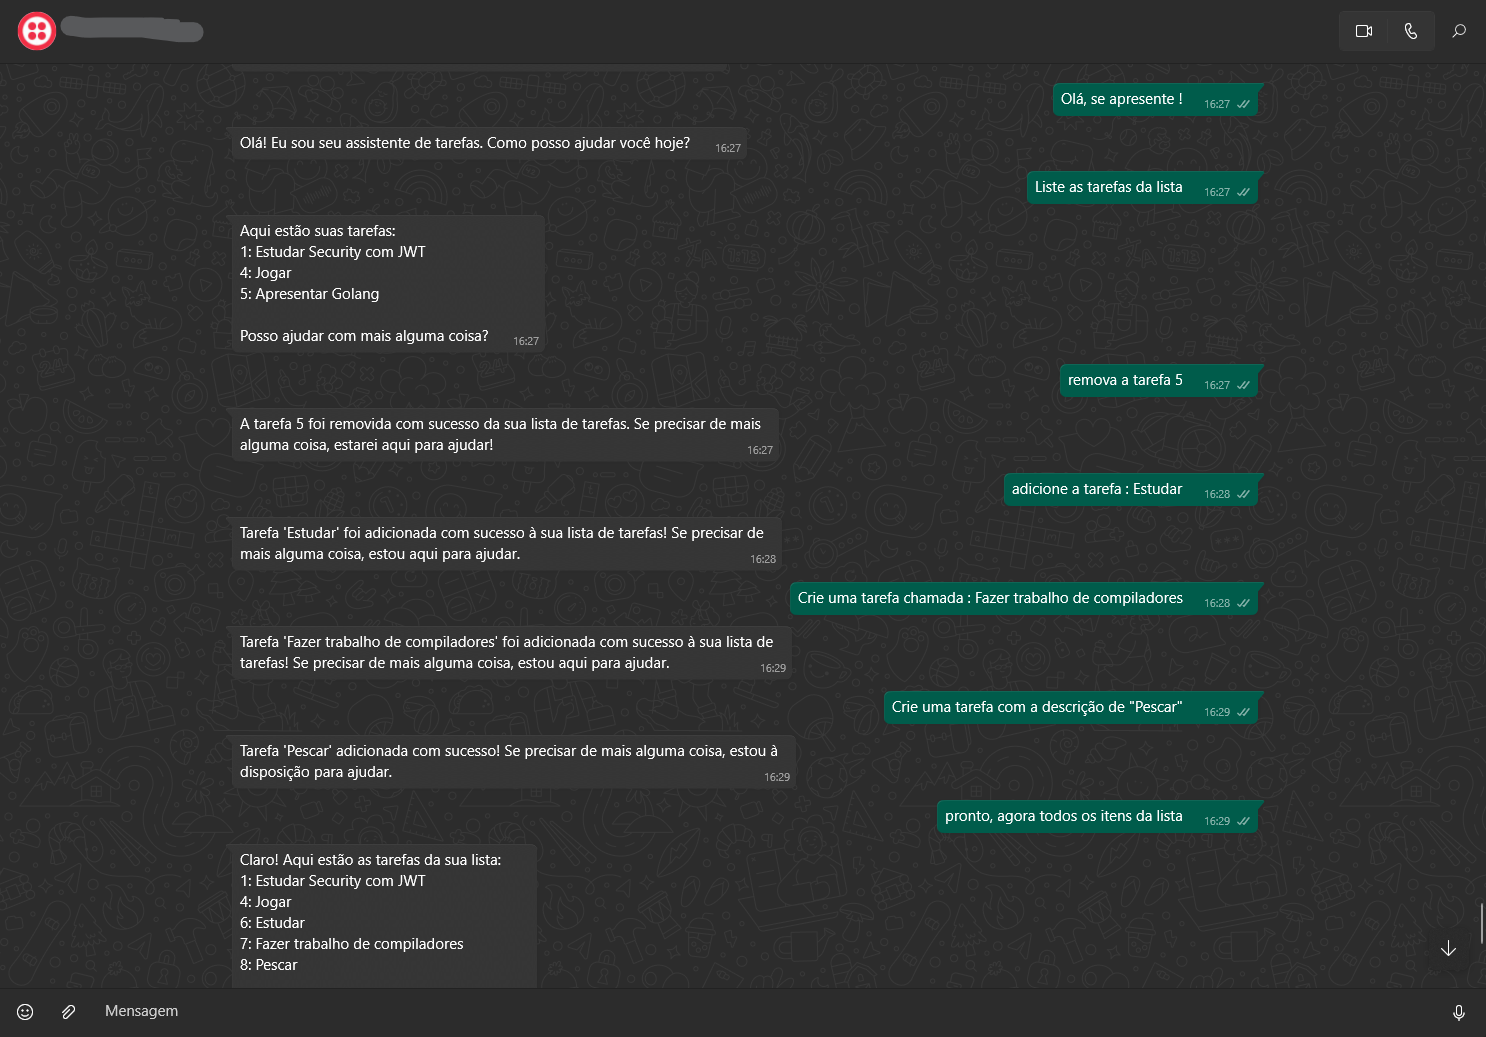 Olá, se apresente !
16:27
Olá! Eu sou seu assistente de tarefas. Como posso ajudar você hoje?
16:27
Liste as tarefas da lista
16:27
Aqui estão suas tarefas:
1: Estudar Security com JWT
4: Jogar
5: Apresentar Golang
Posso ajudar com mais alguma coisa?
16:27
remova a tarefa 5
16:27
A tarefa 5 foi removida com sucesso da sua lista de tarefas. Se precisar de mais
alguma coisa, estarei aqui para ajudar!
16:27
adicione a tarefa : Estudar
16:28
Tarefa 'Estudar' foi adicionada com sucesso à sua lista de tarefas! Se precisar de
mais alguma coisa, estou aqui para ajudar.
16:28
Crie uma tarefa chamada : Fazer trabalho de compiladores
16:28
Tarefa 'Fazer trabalho de compiladores' foi adicionada com sucesso à sua lista de
tarefas! Se precisar de mais alguma coisa, estou aqui para ajudar.
16:29
Crie uma tarefa com a descrição de "Pescar"
16:29
Tarefa 'Pescar' adicionada com sucesso! Se precisar de mais alguma coisa, estou à
disposição para ajudar.
16:29
pronto, agora todos os itens da lista
16:29
Claro! Aqui estão as tarefas da sua lista:
1: Estudar Security com JWT
4: Jogar
6: Estudar
7: Fazer trabalho de compiladores
8: Pescar
Mensagem